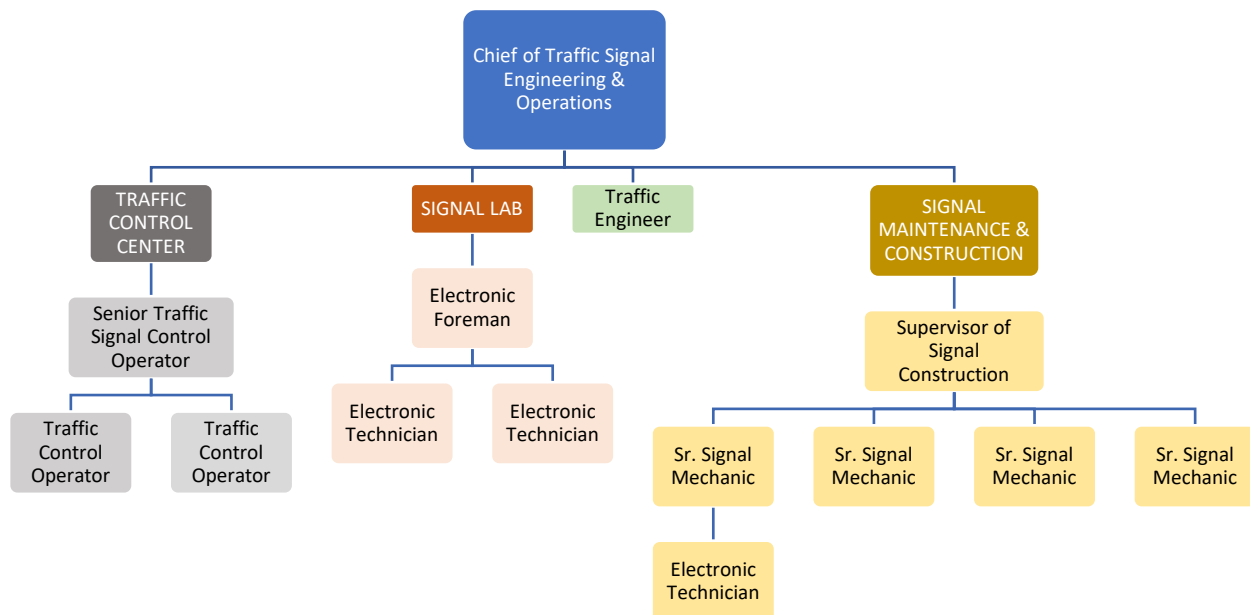 Chief of Traffic Signal
Engineering &
Operations
TRAFFIC
CONTROL
CENTER
SIGNAL LAB
Traffic
Engineer
SIGNAL
MAINTENANCE &
CONSTRUCTION
Senior Traffic
Signal Control
Operator
Electronic
Foreman
Supervisor of
Signal
Construction
Traffic
Control
Operator
Traffic
Control
Operator
Electronic
Technician
Electronic
Technician
Sr. Signal
Mechanic
Sr. Signal
Mechanic
Sr. Signal
Mechanic
Sr. Signal
Mechanic
Electronic
Technician